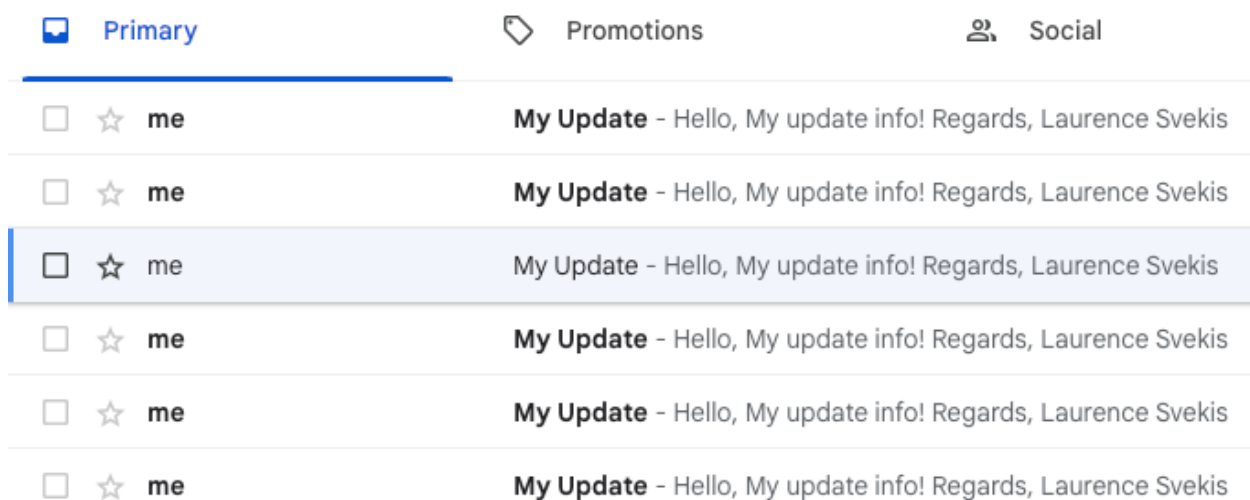 Primary Promotions Social
me My Update - Hello, My update info! Regards, Laurence Svekis
me My Update - Hello, My update info! Regards, Laurence Svekis
me My Update - Hello, My update info! Regards, Laurence Svekis
me My Update - Hello, My update info! Regards, Laurence Svekis
me My Update - Hello, My update info! Regards, Laurence Svekis
me My Update - Hello, My update info! Regards, Laurence Svekis